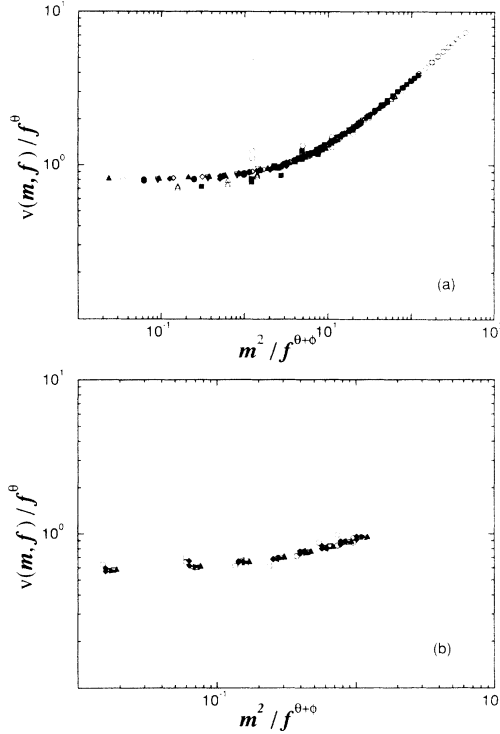 10¹
10⁰
ν(m, f) / f^θ
(a)
10⁻¹ 10¹ 10
m² / f^θ+ϕ
10¹
10⁰
ν(m, f) / f^θ
(b)
10⁻¹ 10
m² / f^θ+ϕ